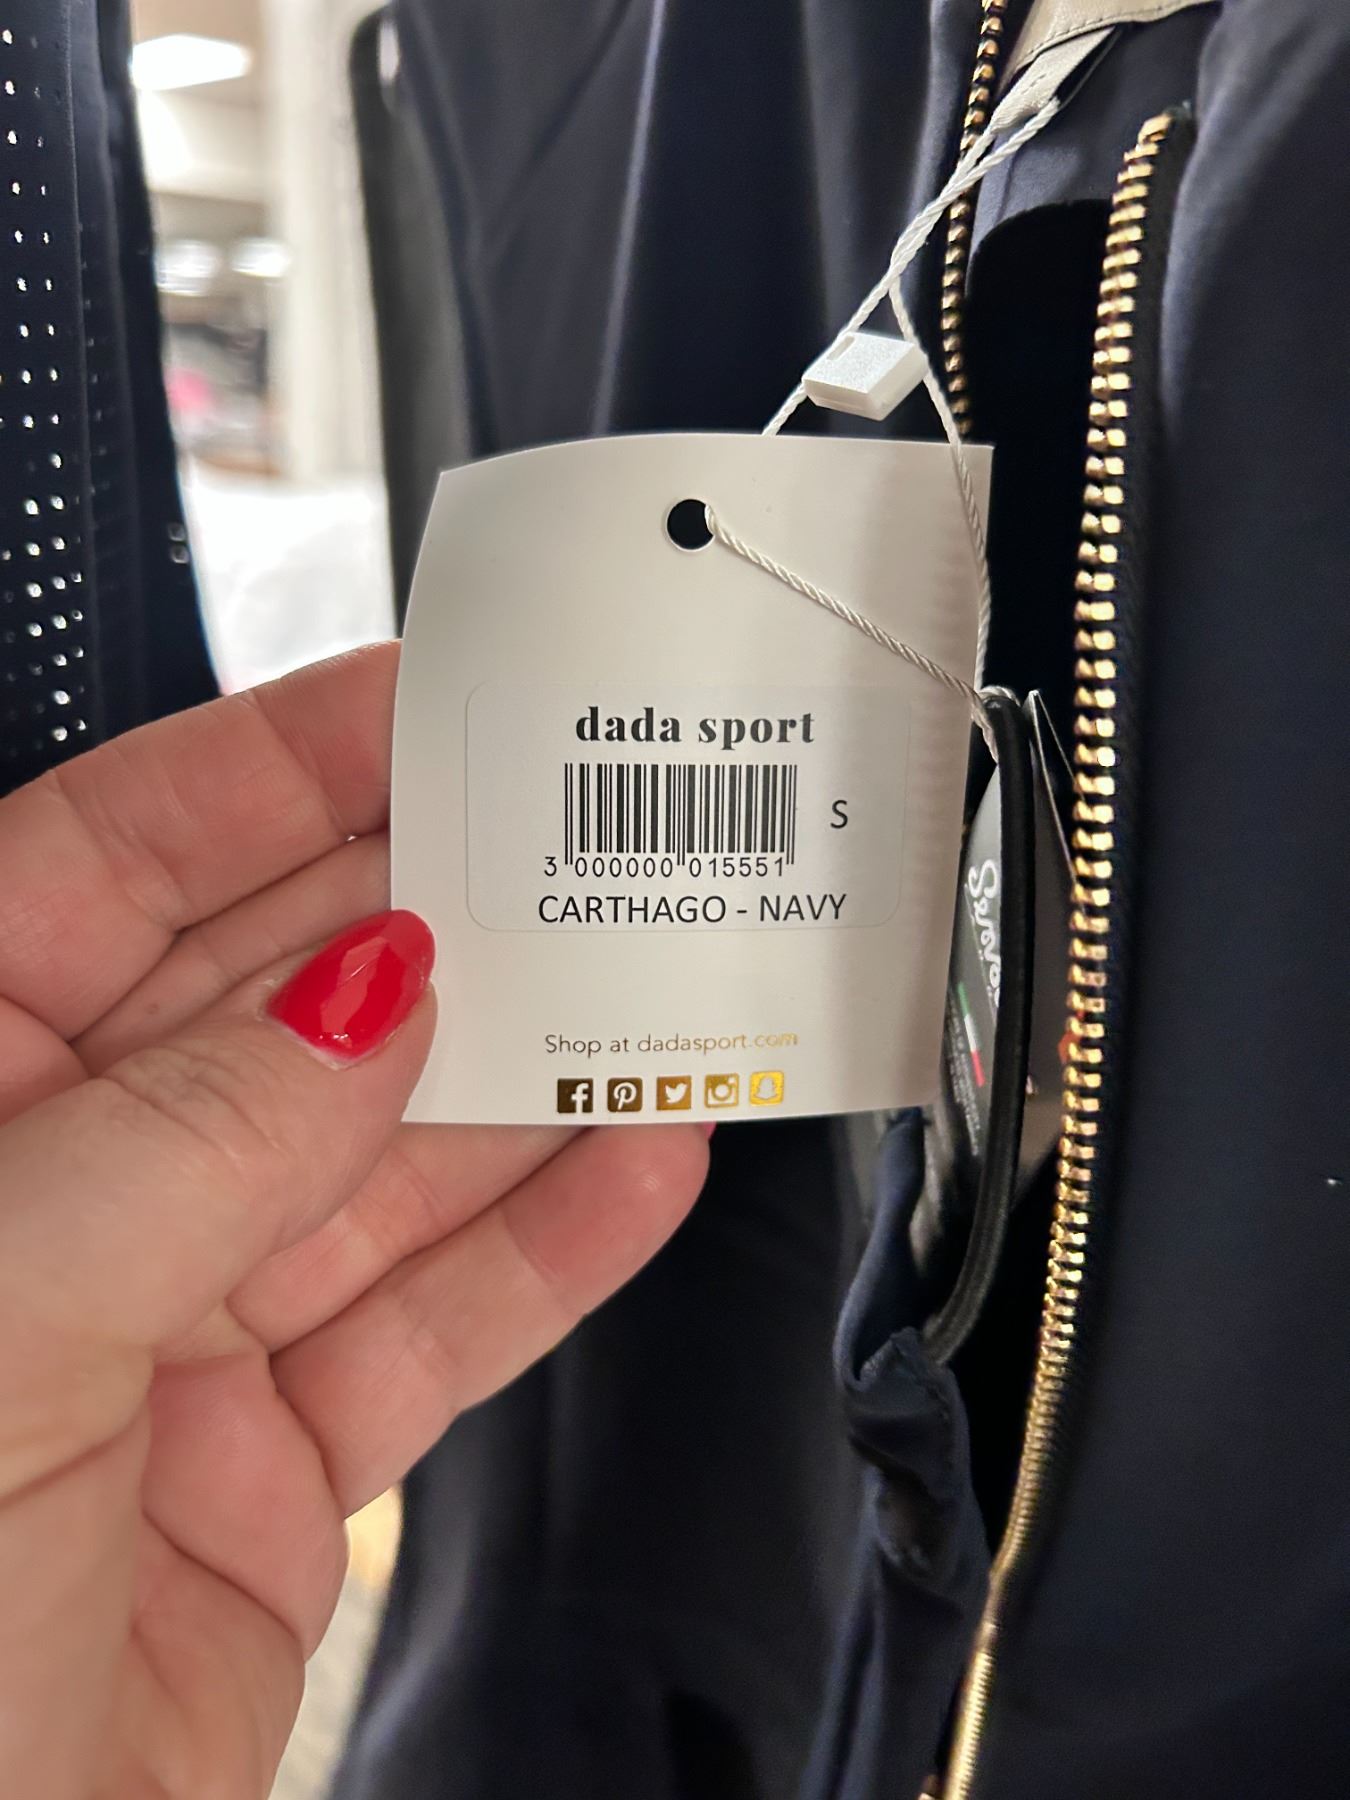 dada sport
S
3 000000 015551
CARTHAGO - NAVY
Shop at dadasport.com